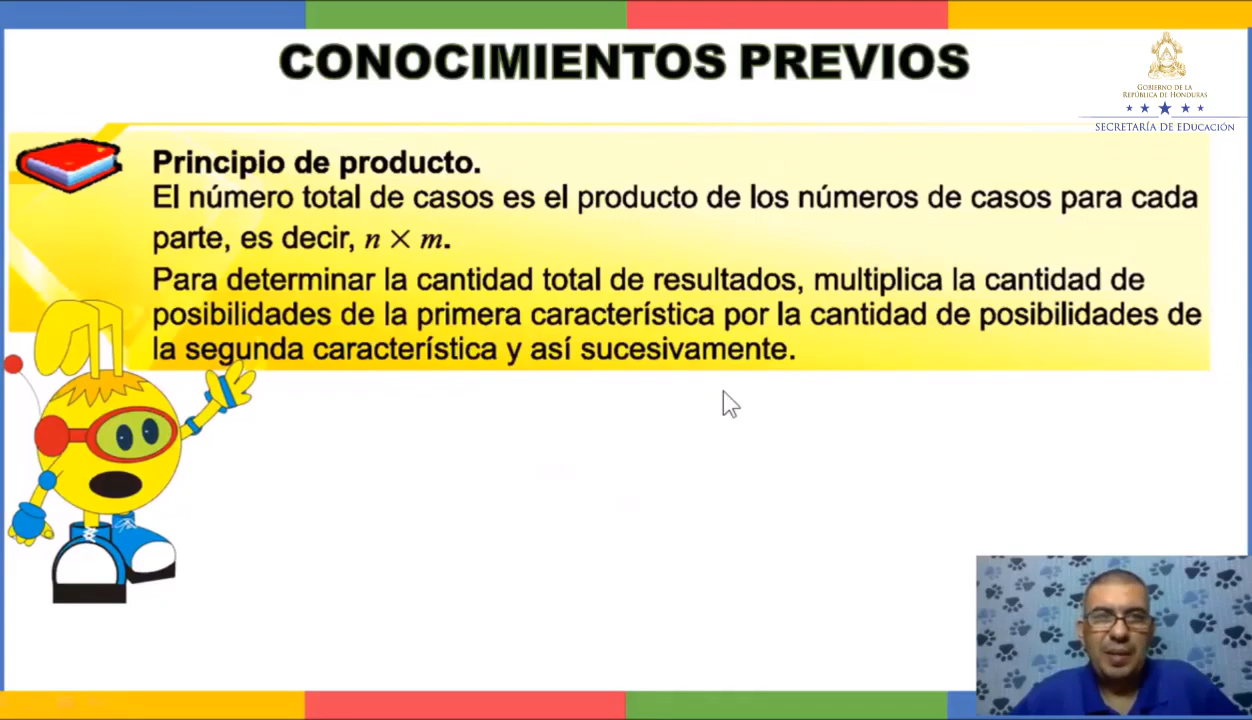 CONOCIMIENTOS PREVIOS
GOBIERNO DE LA
REPÚBLICA DE HONDURAS
SECRETARÍA DE EDUCACIÓN
Principio de producto.
El número total de casos es el producto de los números de casos para cada
parte, es decir, n × m.
Para determinar la cantidad total de resultados, multiplica la cantidad de
posibilidades de la primera característica por la cantidad de posibilidades de
la segunda característica y así sucesivamente.